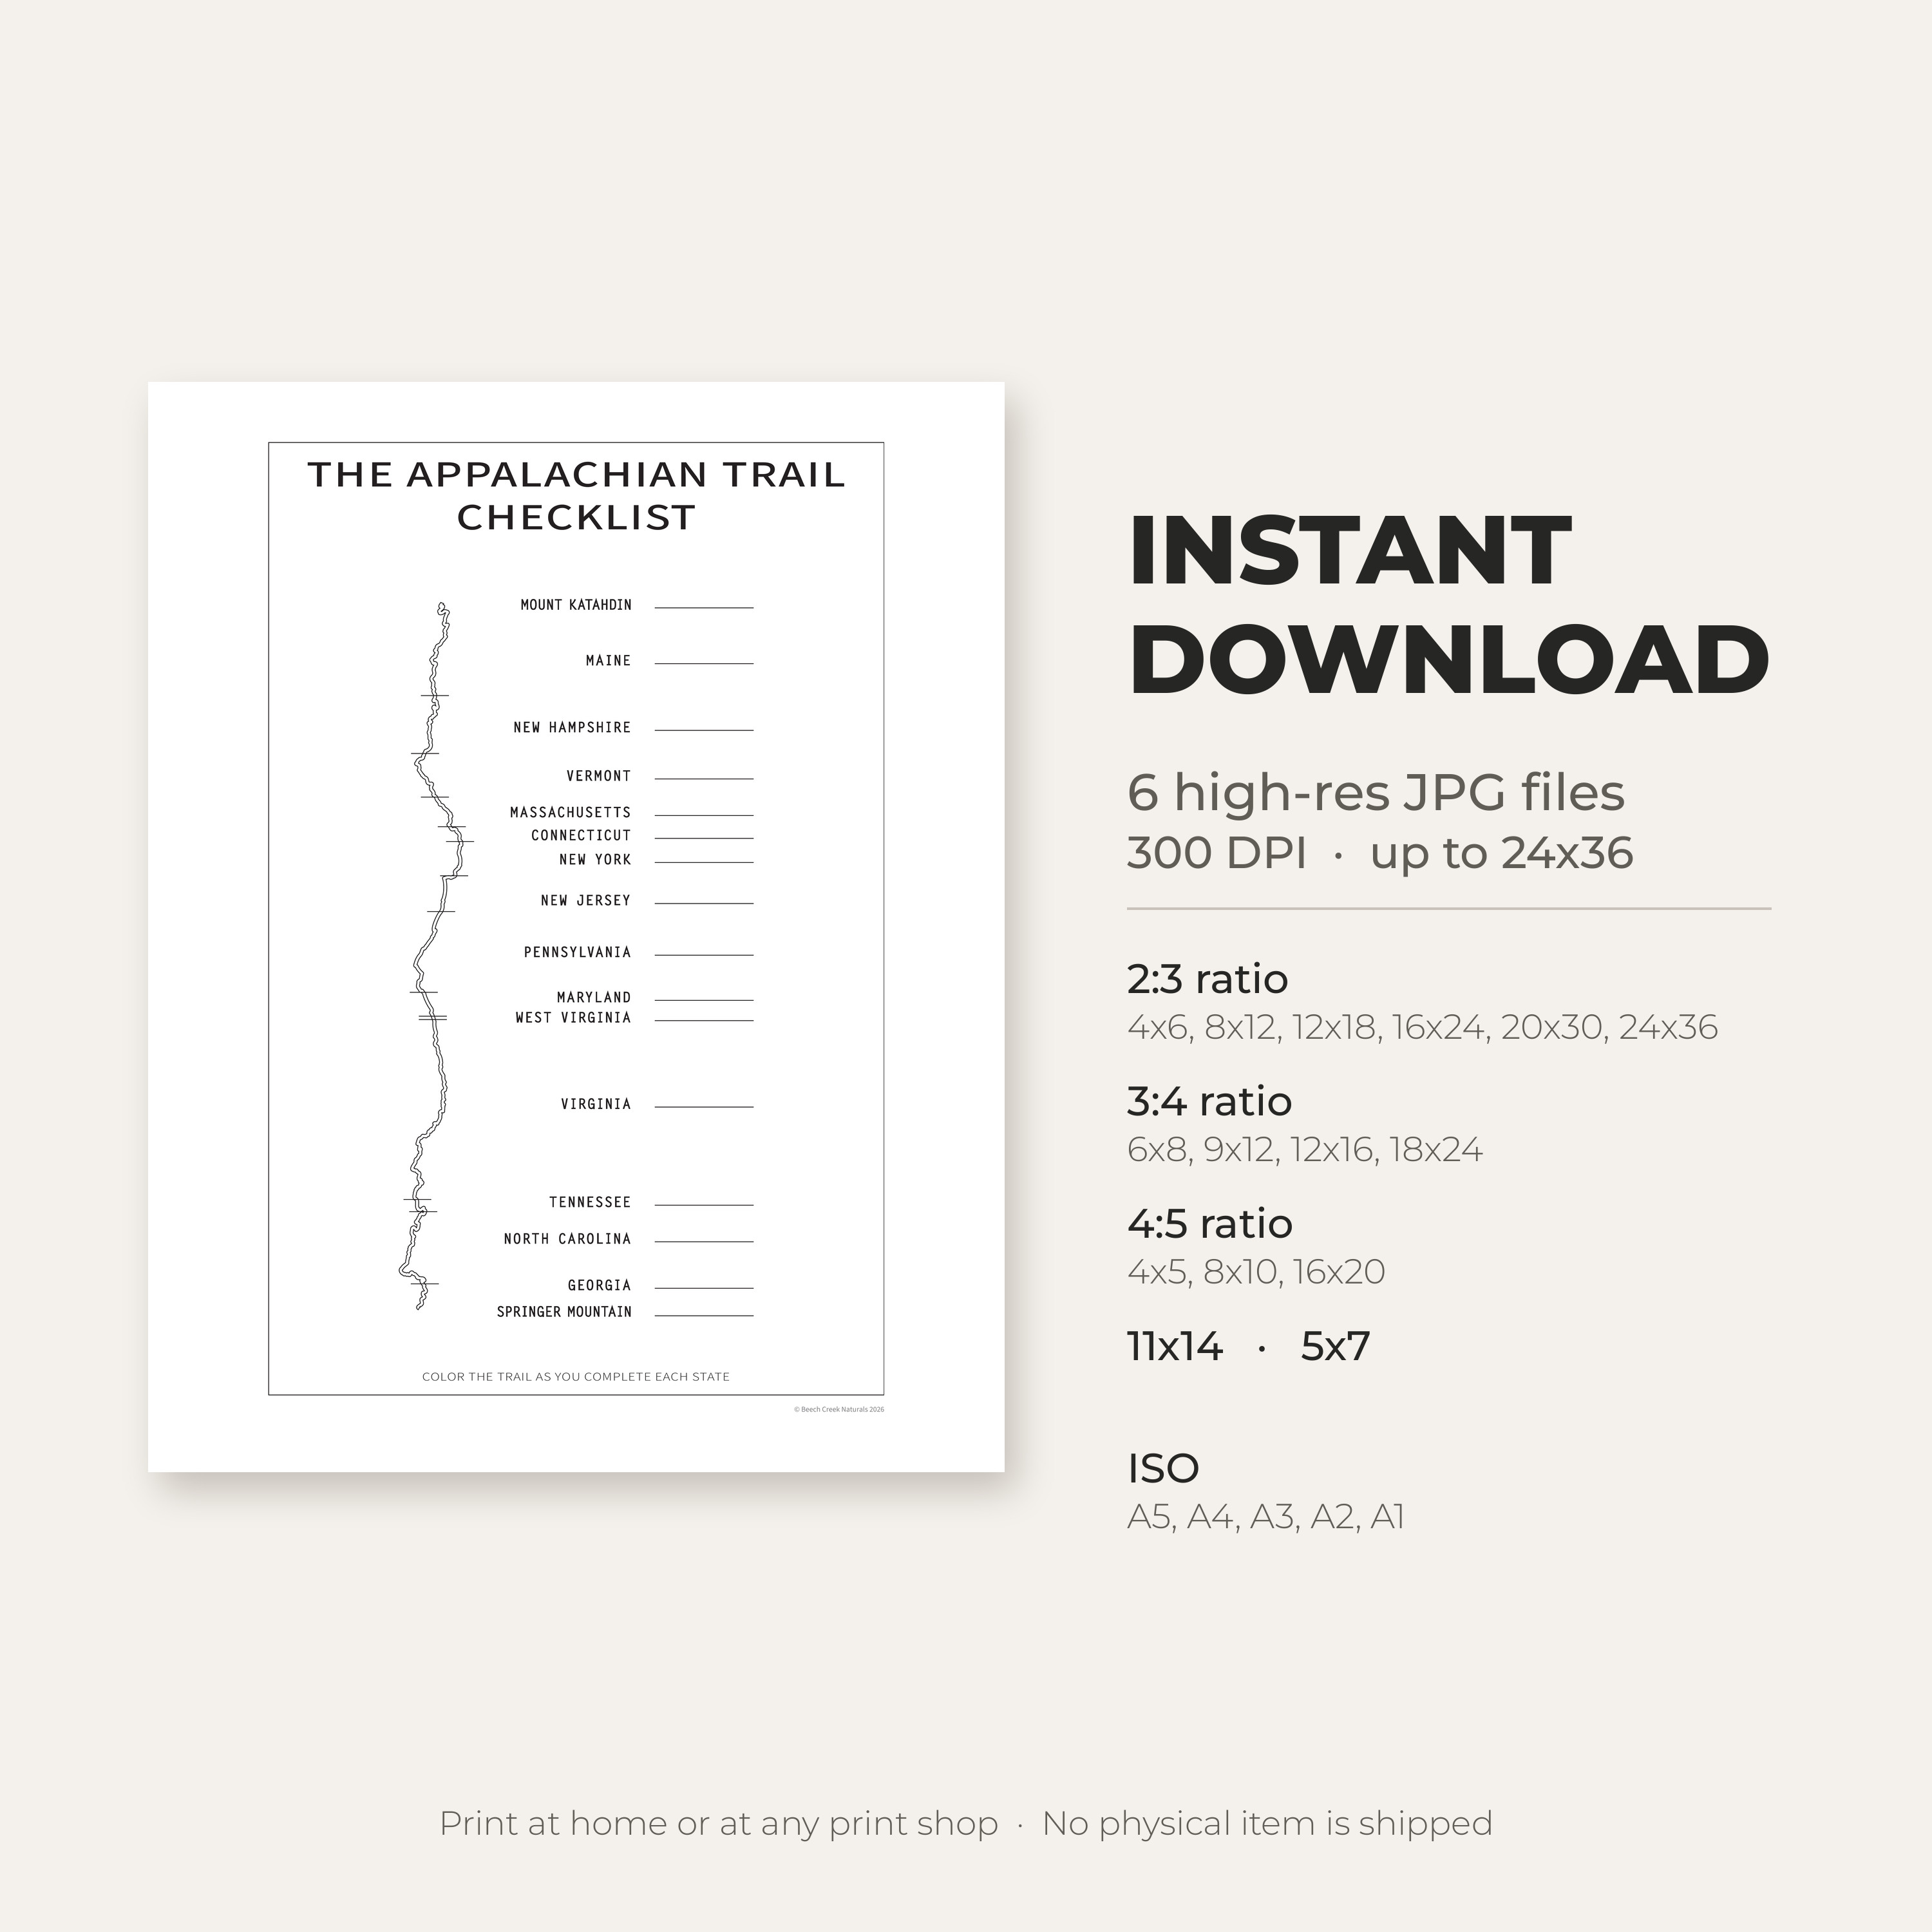 THE APPALACHIAN TRAIL
CHECKLIST
MOUNT KATAHDIN
MAINE
NEW HAMPSHIRE
VERMONT
MASSACHUSETTS
CONNECTICUT
NEW YORK
NEW JERSEY
PENNSYLVANIA
MARYLAND
WEST VIRGINIA
VIRGINIA
TENNESSEE
NORTH CAROLINA
GEORGIA
SPRINGER MOUNTAIN
COLOR THE TRAIL AS YOU COMPLETE EACH STATE
© Beech Creek Naturals 2026
INSTANT
DOWNLOAD
6 high-res JPG files
300 DPI · up to 24x36
2:3 ratio
4x6, 8x12, 12x18, 16x24, 20x30, 24x36
3:4 ratio
6x8, 9x12, 12x16, 18x24
4:5 ratio
4x5, 8x10, 16x20
11x14 · 5x7
ISO
A5, A4, A3, A2, A1
Print at home or at any print shop · No physical item is shipped